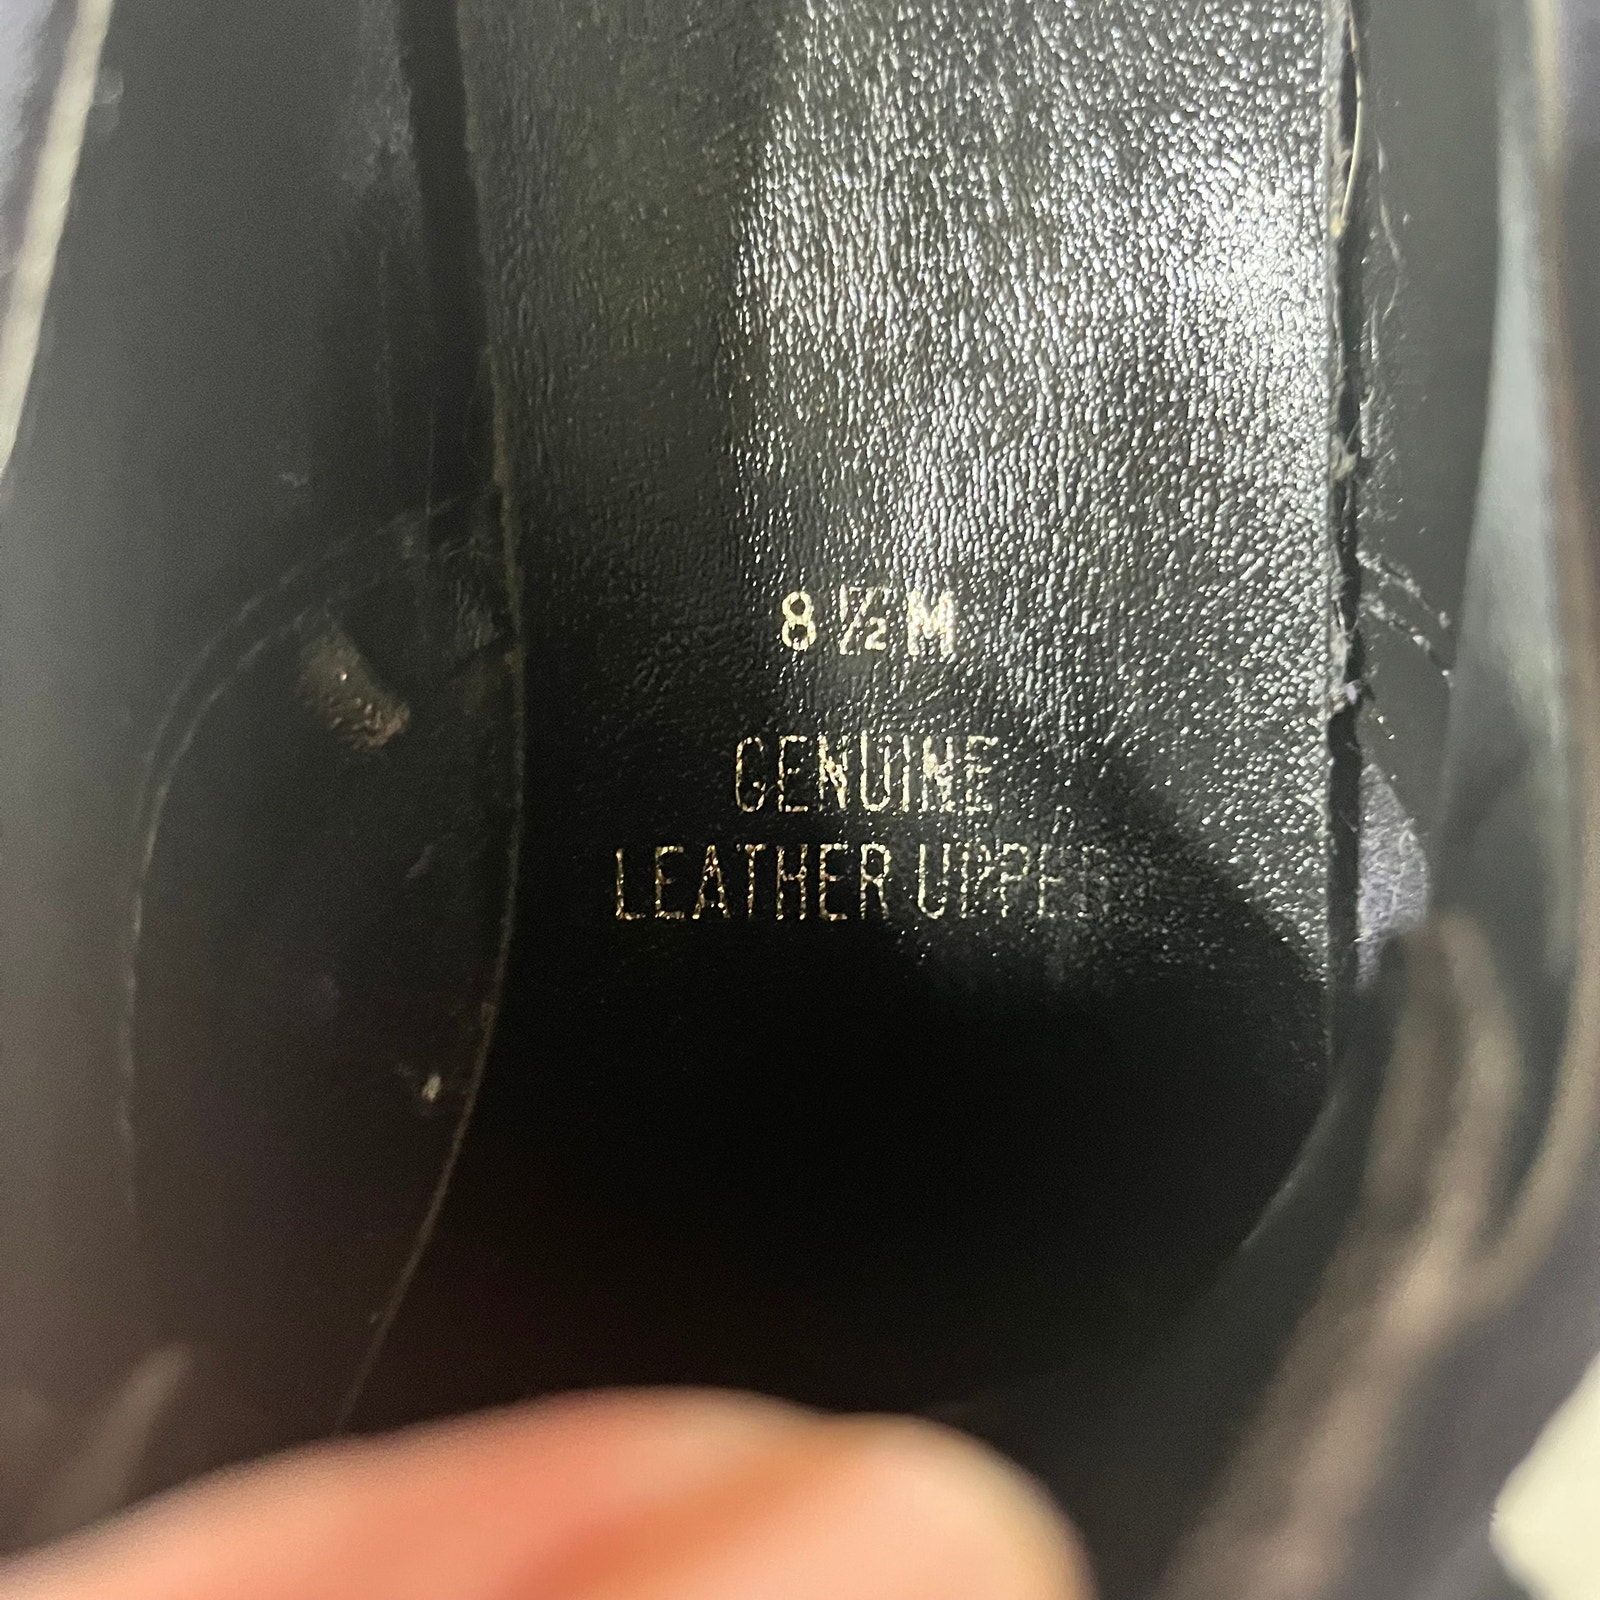 8 ½ M
GENUINE
LEATHER UPPER